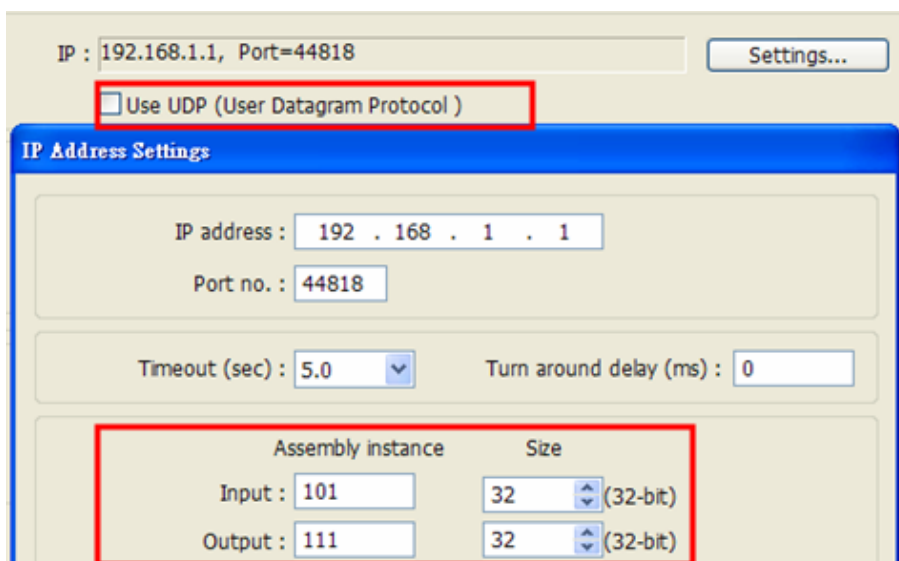 IP : 192.168.1.1, Port=44818 Settings...
Use UDP (User Datagram Protocol )
IP Address Settings
IP address : 192 . 168 . 1 . 1
Port no. : 44818
Timeout (sec) : 5.0 Turn around delay (ms) : 0
Assembly instance Size
Input : 101 32 (32-bit)
Output : 111 32 (32-bit)